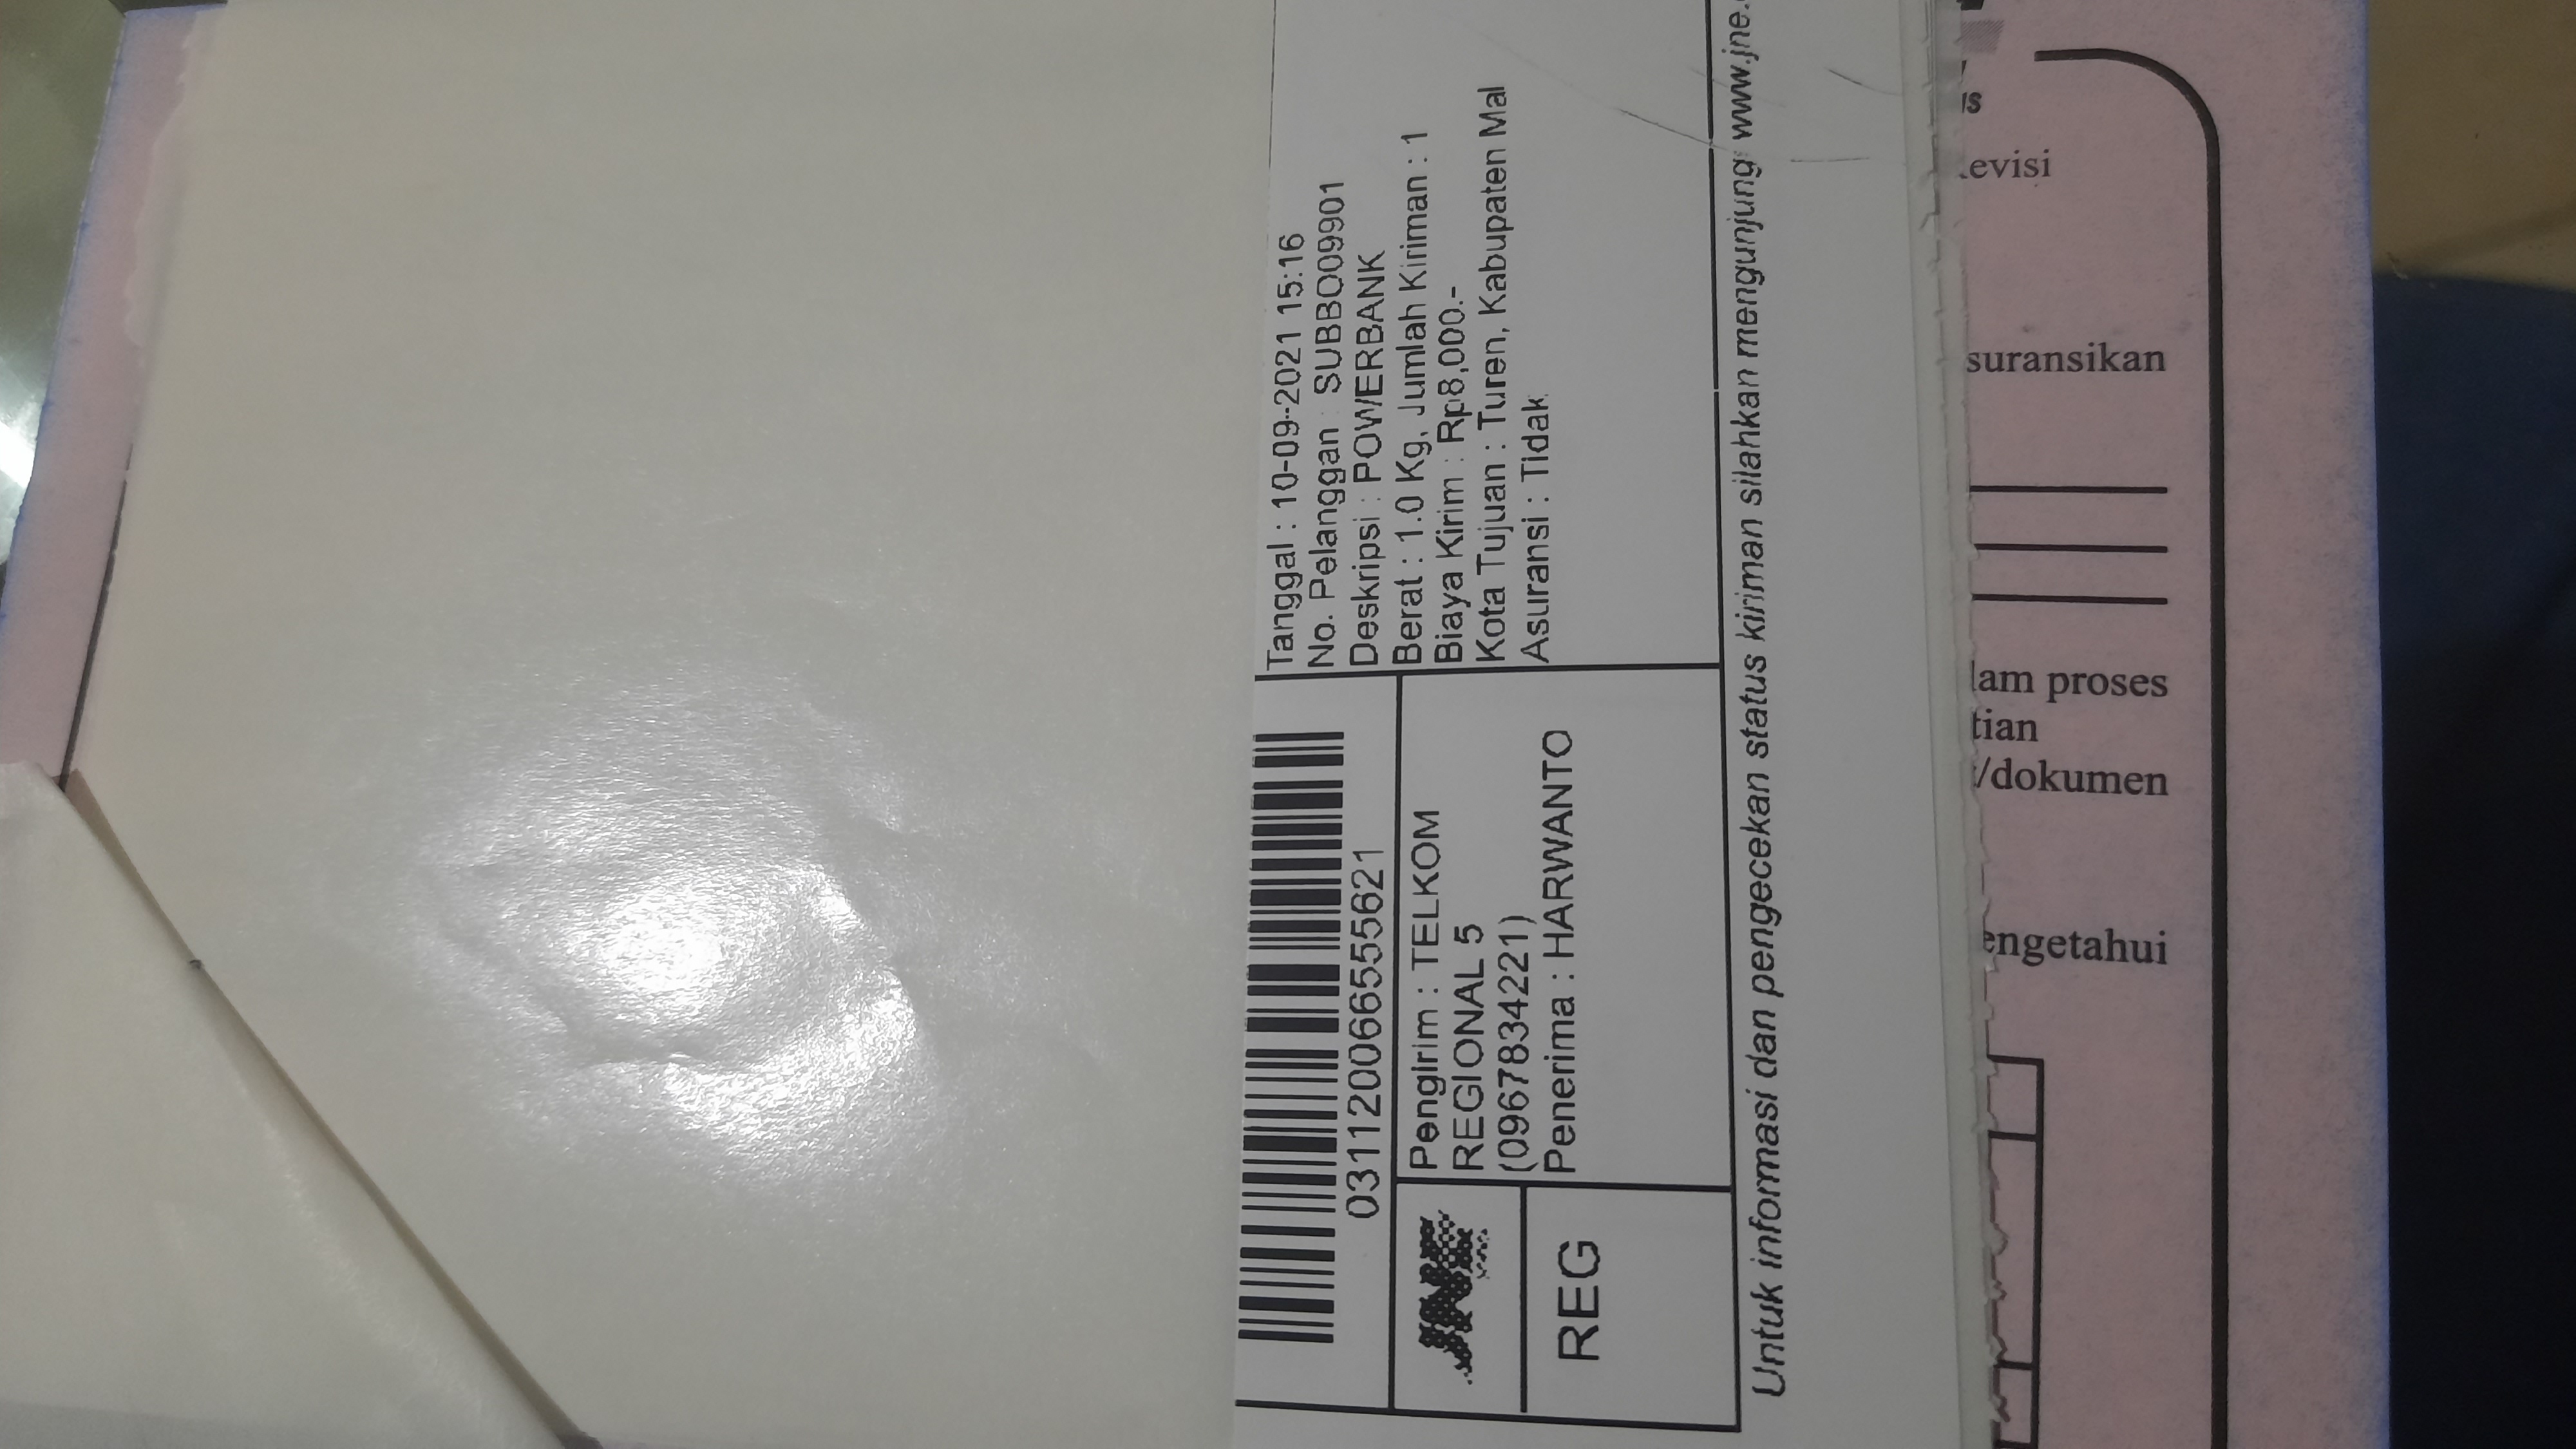 031120066555621
JNE
REG
Pengirim : TELKOM
REGIONAL 5
(0967834221)
Penerima : HARWANTO
Tanggal : 10-09-2021 15:16
No. Pelanggan : SUBBO09901
Deskripsi : POWERBANK
Berat : 1.0 Kg, Jumlah Kiriman : 1
Biaya Kirim : Rp8,000.-
Kota Tujuan : Turen, Kabupaten Mal
Asuransi : Tidak
Untuk informasi dan pengecekan status kiriman silahkan mengunjung www.jne.
evisi
suransikan
am proses
tian
/dokumen
engetahui